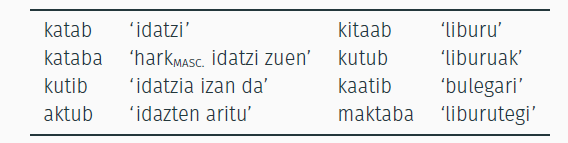 katab ‘idatzi’ kitaab ‘liburu’
kataba ‘hark MASC. idatzi zuen’ kutub ‘liburuak’
kutib ‘idatzia izan da’ kaatib ‘bulegari’
aktub ‘idazten aritu’ maktaba ‘liburutegi’